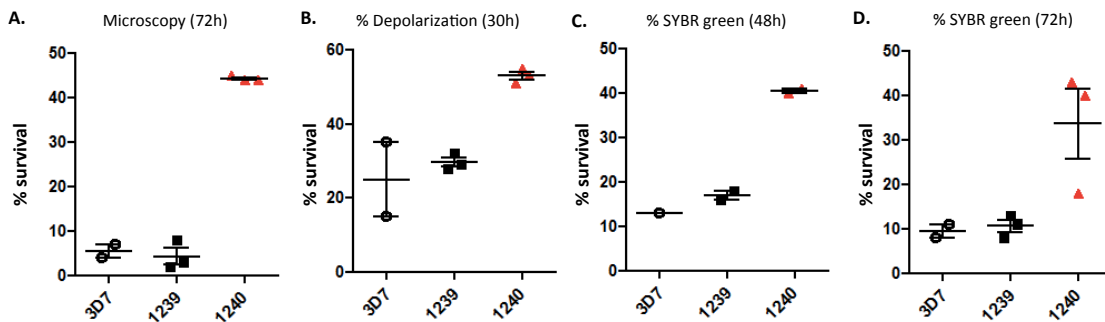 A. Microscopy (72h)
% survival
50
40
30
20
10
0
3D7 1239 1240
B. % Depolarization (30h)
% survival
60
40
20
0
3D7 1239 1240
C. % SYBR green (48h)
% survival
50
40
30
20
10
0
3D7 1239 1240
D. % SYBR green (72h)
% survival
50
40
30
20
10
0
3D7 1239 1240